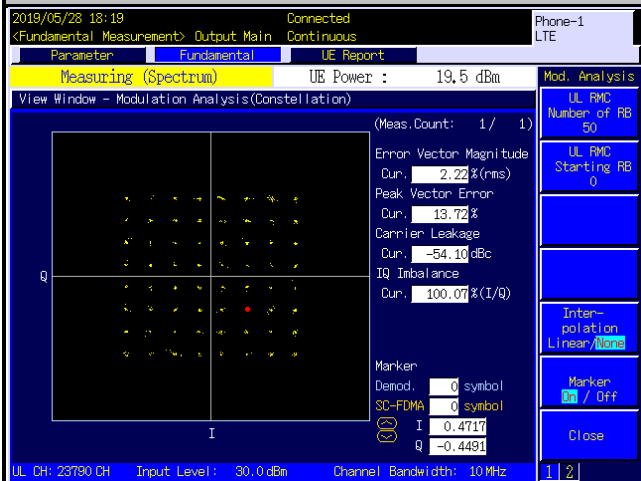 2019/05/28 18:19 Connected Phone-1
<Fundamental Measurement> Output Main Continuous LTE
Parameter Fundamental UE Report
Measuring (Spectrum) UE Power : 19.5 dBm Mod. Analysis
View Window - Modulation Analysis(Constellation)
UL RMC
Number of RB
50
(Meas.Count: 1/ 1)
Error Vector Magnitude
Cur. 2.22 %(rms)
Peak Vector Error
Cur. 13.72 %
Carrier Leakage
Cur. -54.10 dBc
IQ Imbalance
Cur. 100.07 %(I/Q)
UL RMC
Starting RB
0
Q
Inter-
polation
Linear/None
Marker
Demod. 0 symbol
SC-FDMA 0 symbol
I 0.4717
Q -0.4491
Marker
On / Off
I
Close
UL CH: 23790 CH Input Level: 30.0 dBm Channel Bandwidth: 10 MHz 1 2